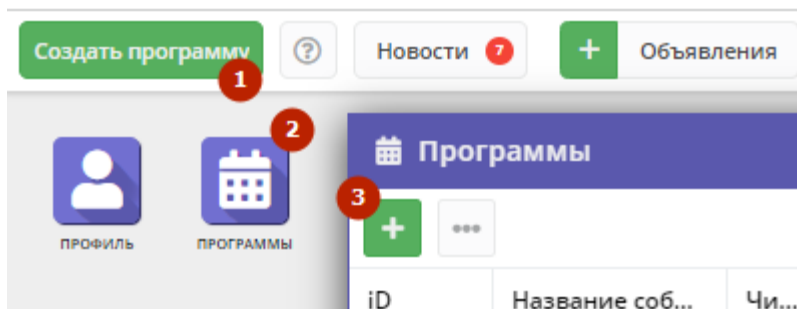 Создать программу
?
Новости 7
+ Объявления
1
2
ПРОФИЛЬ
ПРОГРАММЫ
Программы
3
+ •••
iD Название соб... Чи...